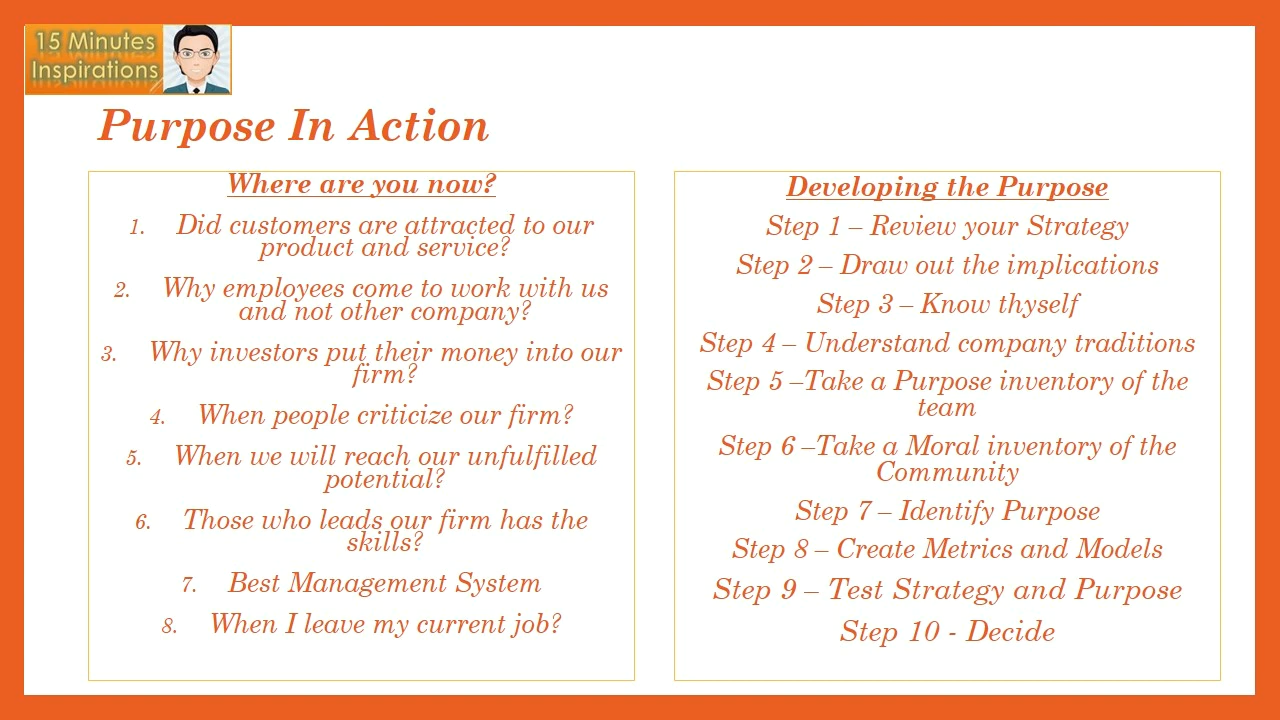 15 Minutes
Inspirations
Purpose In Action
Where are you now?
1. Did customers are attracted to our
product and service?
2. Why employees come to work with us
and not other company?
3. Why investors put their money into our
firm?
4. When people criticize our firm?
5. When we will reach our unfulfilled
potential?
6. Those who leads our firm has the
skills?
7. Best Management System
8. When I leave my current job?
Developing the Purpose
Step 1 – Review your Strategy
Step 2 – Draw out the implications
Step 3 – Know thyself
Step 4 – Understand company traditions
Step 5 –Take a Purpose inventory of the
team
Step 6 –Take a Moral inventory of the
Community
Step 7 – Identify Purpose
Step 8 – Create Metrics and Models
Step 9 – Test Strategy and Purpose
Step 10 - Decide